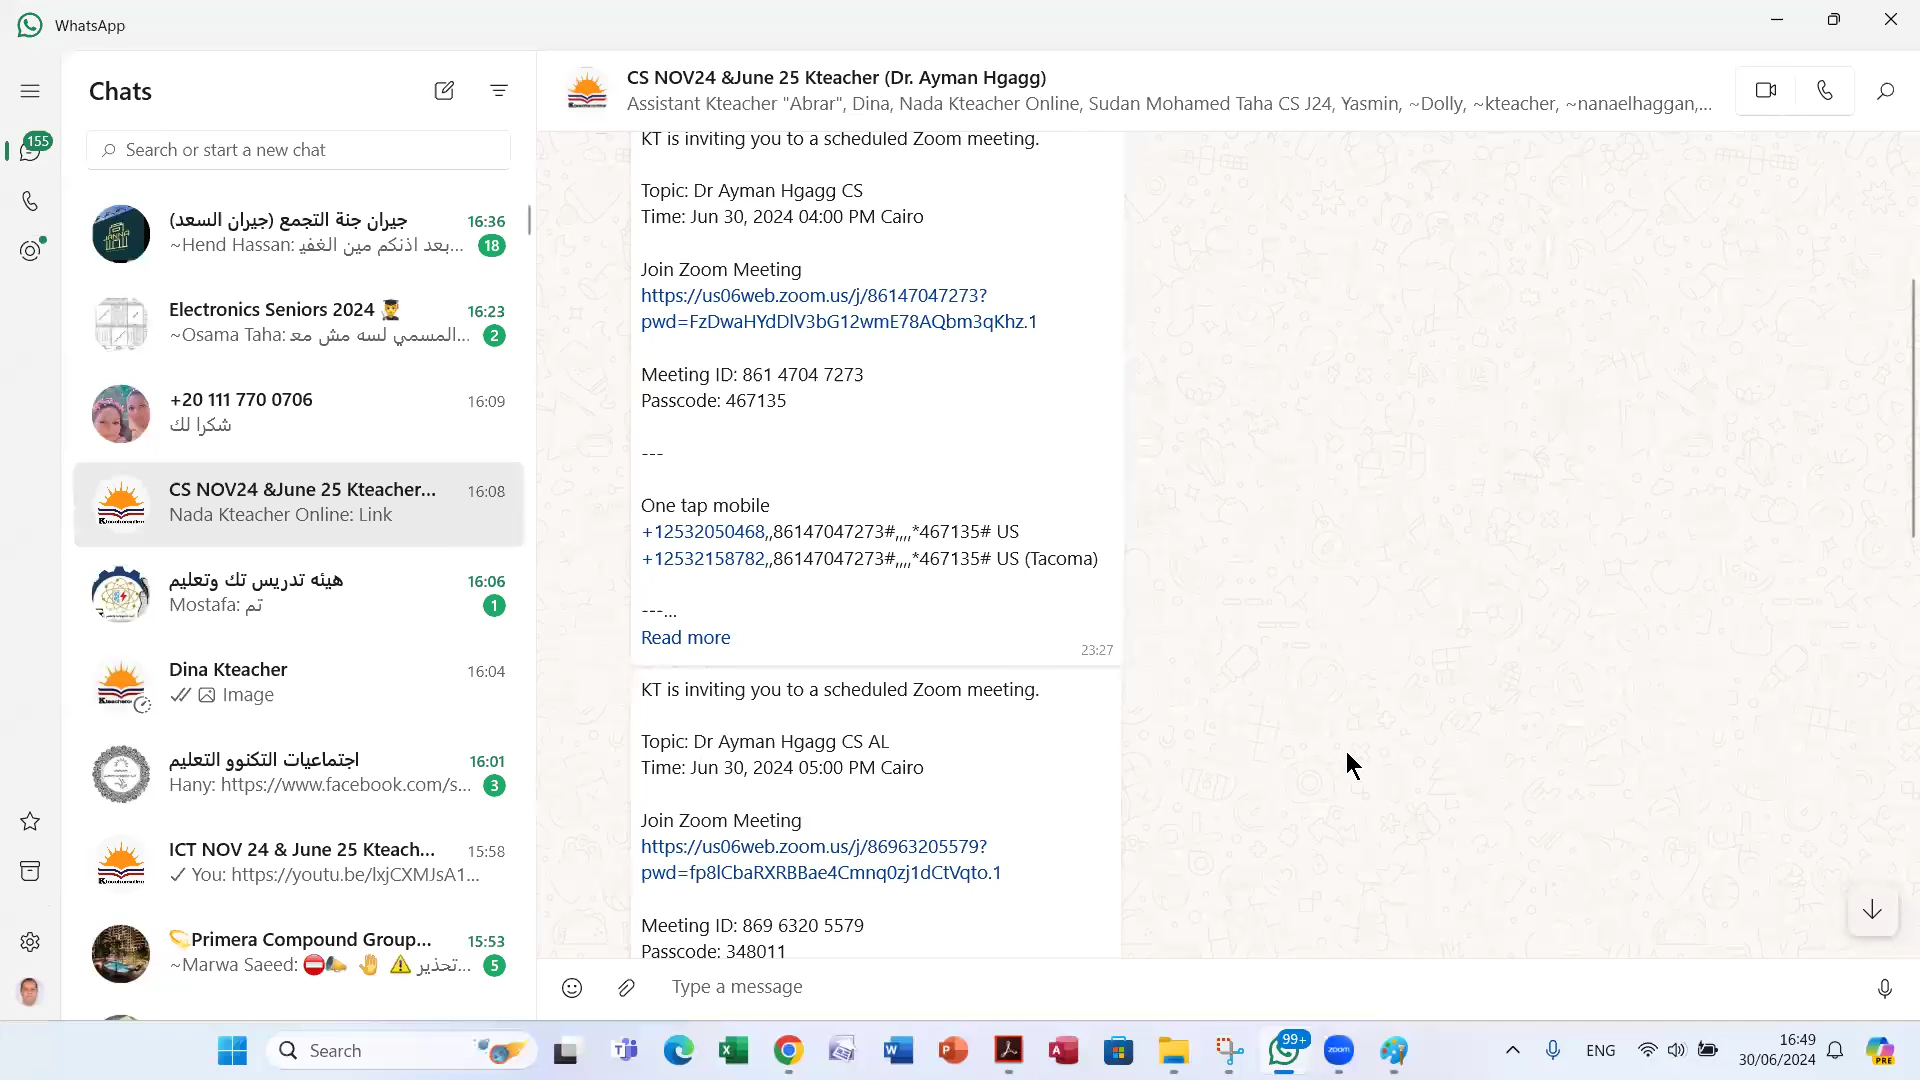 WhatsApp
Chats
Search or start a new chat
155
جيران جنة التجمع (جيران السعد)
16:36
~Hend Hassan: بعد اذنكم مين الغفي...
18
Electronics Seniors 2024
16:23
~Osama Taha: المسمي لسه مش مع...
2
+20 111 770 0706
16:09
شكرا لك
CS NOV24 &June 25 Kteacher...
16:08
Nada Kteacher Online: Link
هيئه تدريس تك وتعليم
16:06
Mostafa: تم
1
Dina Kteacher
16:04
Image
اجتماعيات التكنوو التعليم
16:01
Hany: https://www.facebook.com/s...
3
ICT NOV 24 & June 25 Kteach...
15:58
You: https://youtu.be/lxjCXMJsA1...
Primera Compound Group...
15:53
~Marwa Saeed: تحذير...
5
CS NOV24 &June 25 Kteacher (Dr. Ayman Hgagg)
Assistant Kteacher "Abrar", Dina, Nada Kteacher Online, Sudan Mohamed Taha CS J24, Yasmin, ~Dolly, ~kteacher, ~nanaelhaggan,...
KT is inviting you to a scheduled Zoom meeting.
Topic: Dr Ayman Hgagg CS
Time: Jun 30, 2024 04:00 PM Cairo
Join Zoom Meeting
https://us06web.zoom.us/j/86147047273?
pwd=FzDwaHYdDlV3bG12wmE78AQbm3qKhz.1
Meeting ID: 861 4704 7273
Passcode: 467135
---
One tap mobile
+12532050468,,86147047273#,,,,*467135# US
+12532158782,,86147047273#,,,,*467135# US (Tacoma)
---...
Read more
23:27
KT is inviting you to a scheduled Zoom meeting.
Topic: Dr Ayman Hgagg CS AL
Time: Jun 30, 2024 05:00 PM Cairo
Join Zoom Meeting
https://us06web.zoom.us/j/86963205579?
pwd=fp8lCbaRXRBBae4Cmnq0zj1dCtVqto.1
Meeting ID: 869 6320 5579
Passcode: 348011
Type a message
Search
99+
zoom
ENG
16:49
30/06/2024
PRE